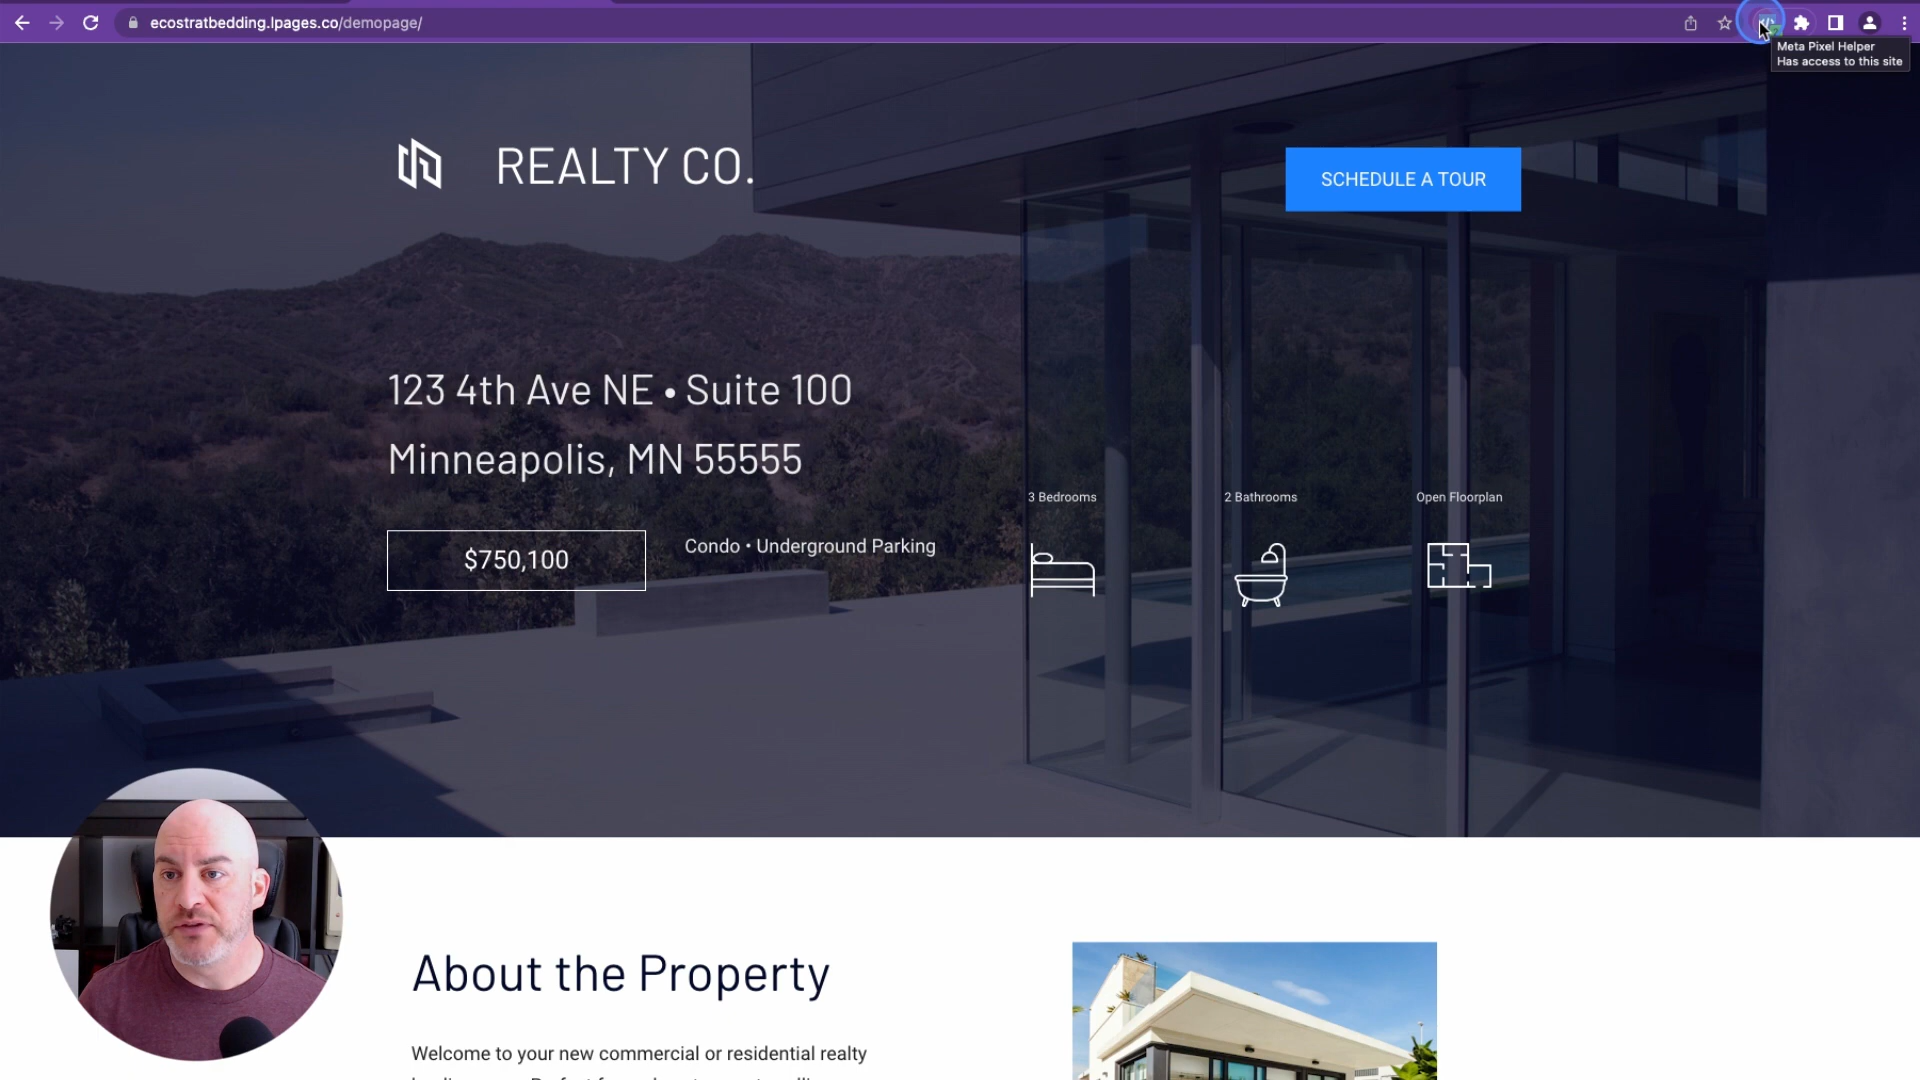 ecostratbedding.lpages.co/demopage/
Meta Pixel Helper
Has access to this site
REALTY CO.
SCHEDULE A TOUR
123 4th Ave NE • Suite 100
Minneapolis, MN 55555
3 Bedrooms
2 Bathrooms
Open Floorplan
$750,100
Condo • Underground Parking
About the Property
Welcome to your new commercial or residential realty